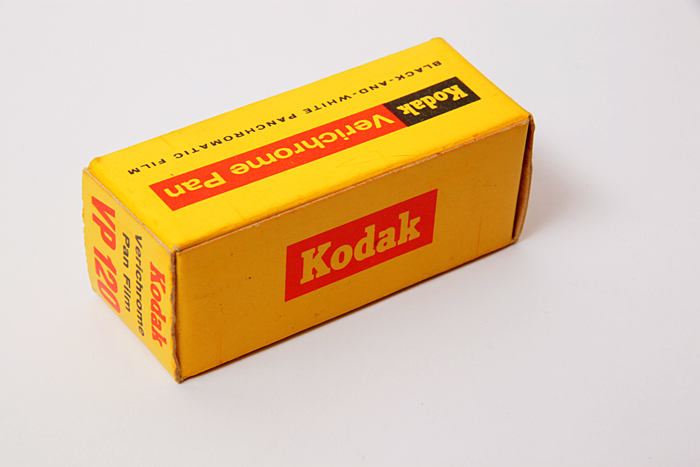 Kodak
Verichrome Pan
BLACK-AND-WHITE PANCHROMATIC FILM
Kodak
Kodak
Verichrome
Pan Film
VP 120